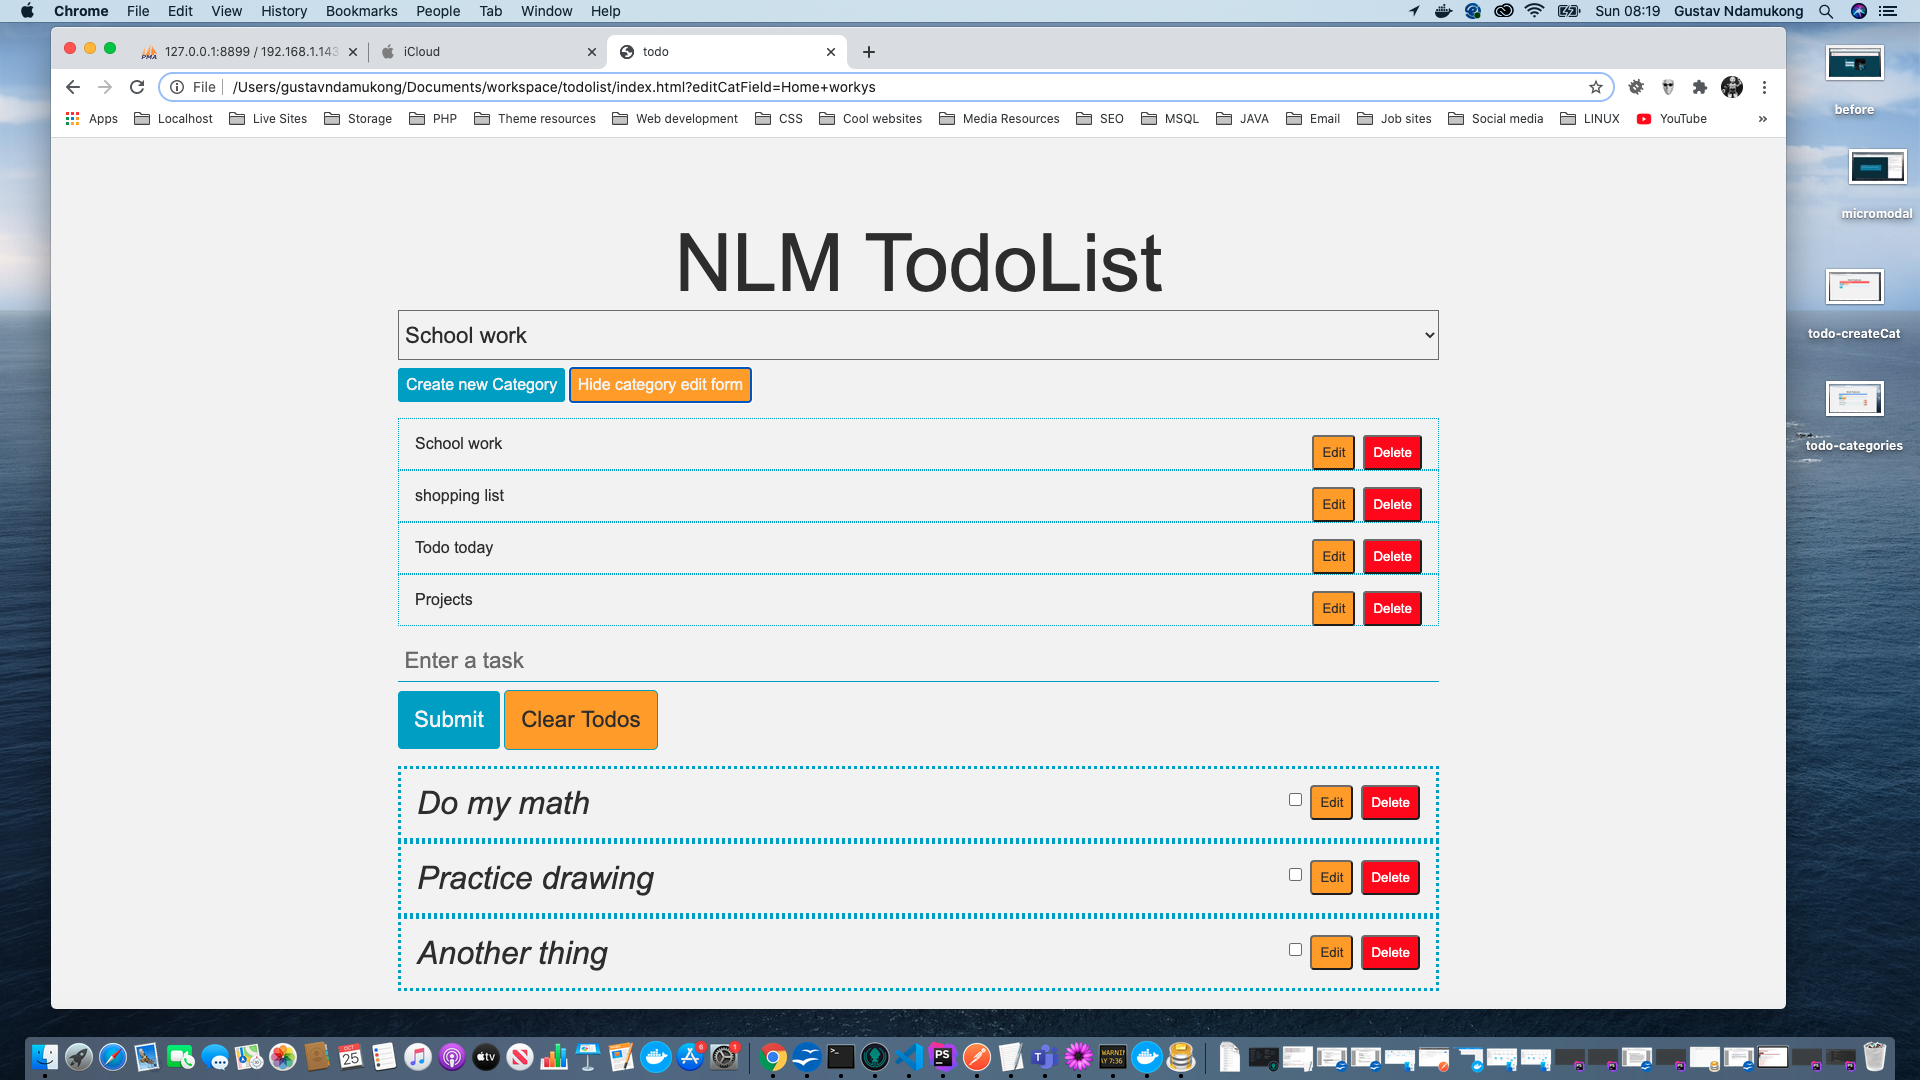 Chrome File Edit View History Bookmarks People Tab Window Help Sun 08:19 Gustav Ndamukong
127.0.0.1:8899 / 192.168.1.143 iCloud todo
File /Users/gustavndamukong/Documents/workspace/todolist/index.html?editCatField=Home+workys
Apps Localhost Live Sites Storage PHP Theme resources Web development CSS Cool websites Media Resources SEO MSQL JAVA Email Job sites Social media LINUX YouTube »
before
micromodal
todo-createCat
todo-categories
NLM TodoList
School work
Create new Category Hide category edit form
School work Edit Delete
shopping list Edit Delete
Todo today Edit Delete
Projects Edit Delete
Enter a task
Submit Clear Todos
Do my math Edit Delete
Practice drawing Edit Delete
Another thing Edit Delete
OCT 25 tv PS